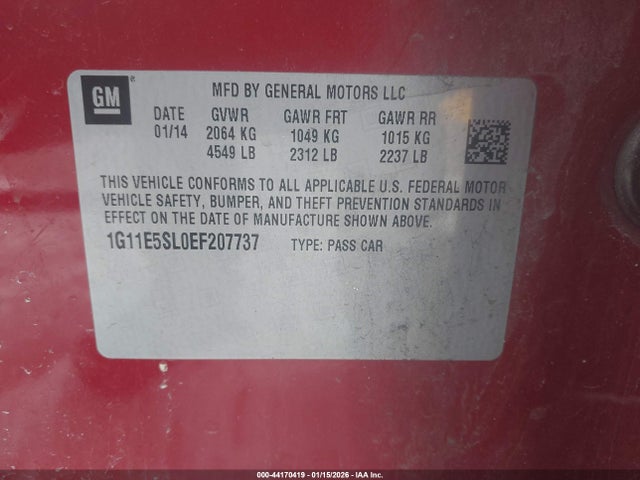 GM ®
MFD BY GENERAL MOTORS LLC
DATE GVWR GAWR FRT GAWR RR
01/14 2064 KG 1049 KG 1015 KG
4549 LB 2312 LB 2237 LB
THIS VEHICLE CONFORMS TO ALL APPLICABLE U.S. FEDERAL MOTOR
VEHICLE SAFETY, BUMPER, AND THEFT PREVENTION STANDARDS IN
EFFECT ON THE DATE OF MANUFACTURE SHOWN ABOVE.
1G11E5SL0EF207737 TYPE: PASS CAR
000-44170419 - 01/15/2026 - IAA Inc.